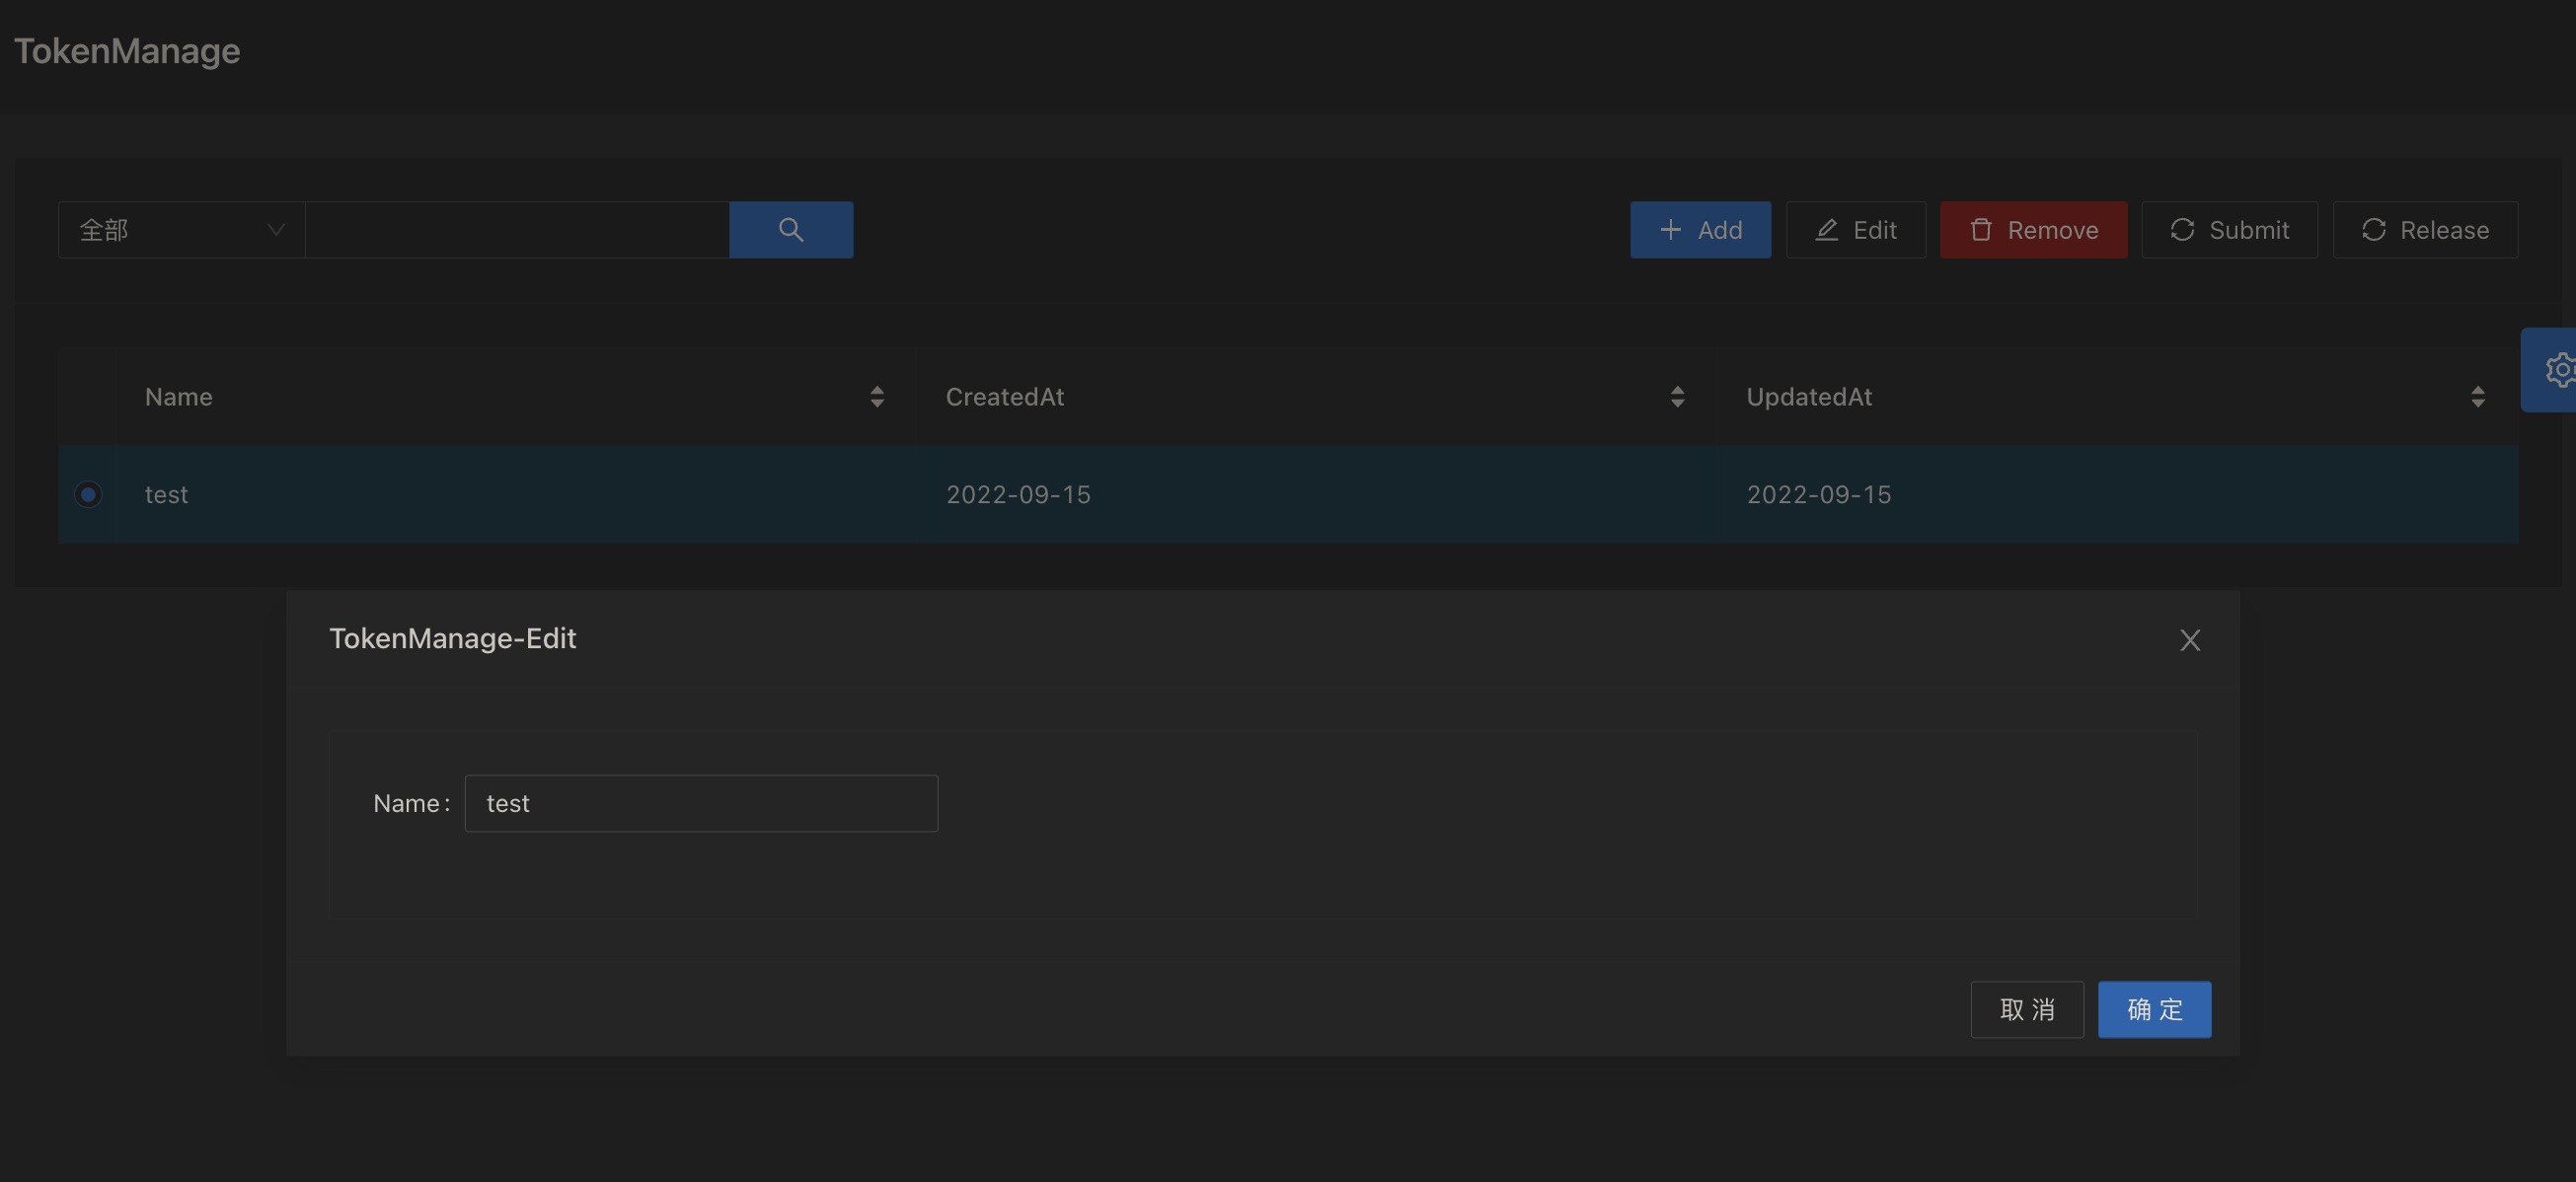 TokenManage
全部
Add Edit Remove Submit Release
Name CreatedAt UpdatedAt
test 2022-09-15 2022-09-15
TokenManage-Edit
Name: test
取 消 确 定